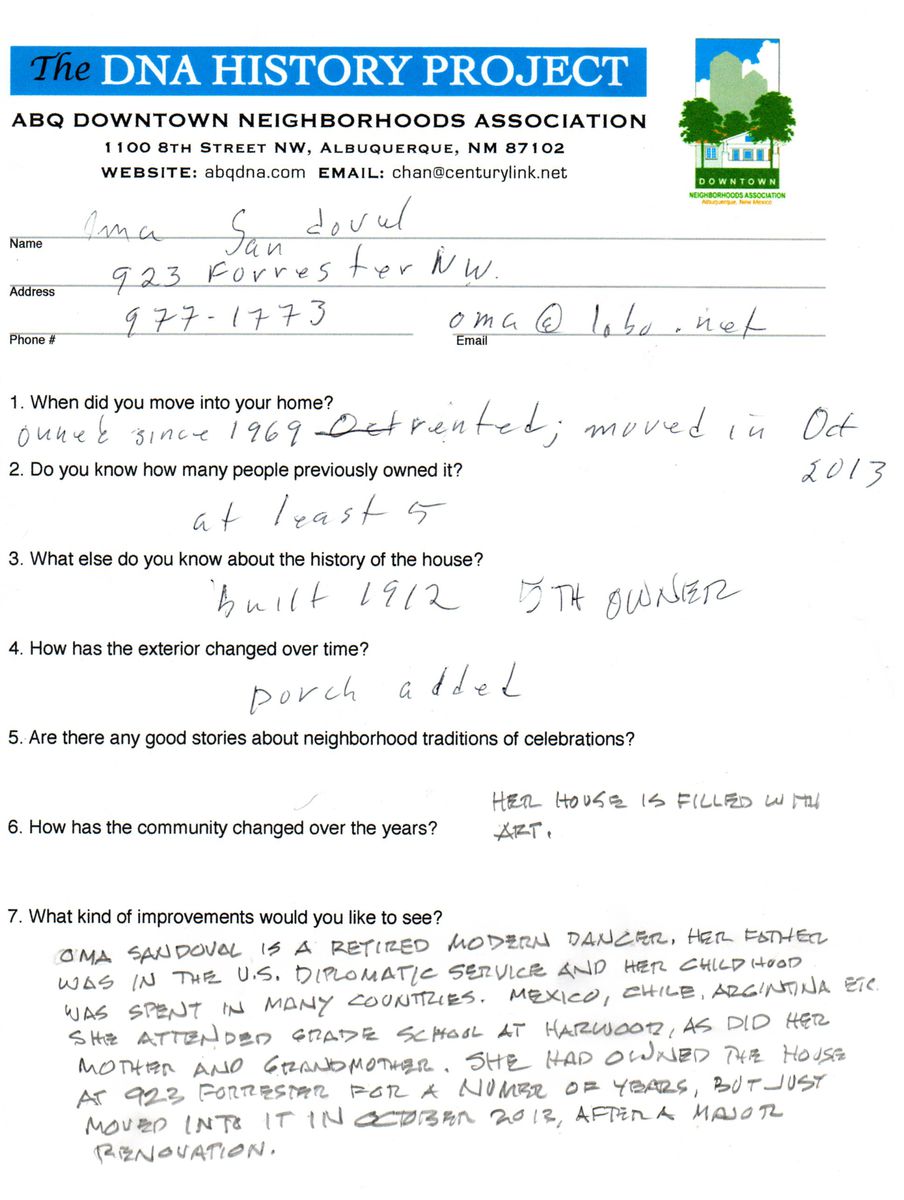 The DNA HISTORY PROJECT
ABQ DOWNTOWN NEIGHBORHOODS ASSOCIATION
1100 8TH STREET NW, ALBUQUERQUE, NM 87102
WEBSITE: abqdna.com EMAIL: chan@centurylink.net
DOWNTOWN
NEIGHBORHOODS ASSOCIATION
Albuquerque, New Mexico
Oma Sandoval
Name
923 Forrester NW.
Address
977-1773 oma@lobo.net
Phone # Email
1. When did you move into your home?
owned since 1969 Oct rented; moved in Oct
2013
2. Do you know how many people previously owned it?
at least 5
3. What else do you know about the history of the house?
built 1912 5TH OWNER
4. How has the exterior changed over time?
porch added
5. Are there any good stories about neighborhood traditions of celebrations?
HER HOUSE IS FILLED WITH
ART.
6. How has the community changed over the years?
7. What kind of improvements would you like to see?
OMA SANDOVAL IS A RETIRED MODERN DANCER. HER FATHER
WAS IN THE U.S. DIPLOMATIC SERVICE AND HER CHILDHOOD
WAS SPENT IN MANY COUNTRIES. MEXICO, CHILE, ARGINTINA ETC.
SHE ATTENDED GRADE SCHOOL AT HARWOOD, AS DID HER
MOTHER AND GRANDMOTHER. SHE HAD OWNED THE HOUSE
AT 923 FORRESTER FOR A NUMBER OF YEARS, BUT JUST
MOVED INTO IT IN OCTOBER 2013, AFTER A MAJOR
RENOVATION.